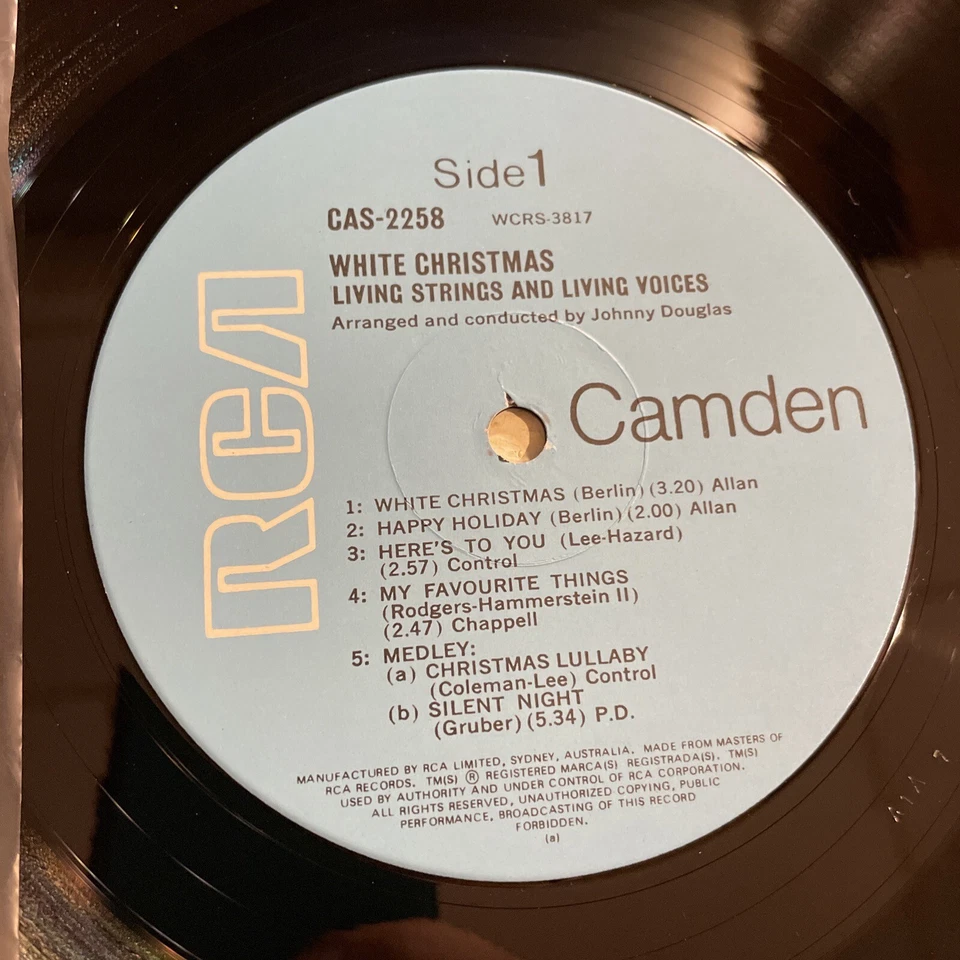 Side 1
CAS-2258 WCRS-3817
WHITE CHRISTMAS
LIVING STRINGS AND LIVING VOICES
Arranged and conducted by Johnny Douglas
RCA
Camden
1: WHITE CHRISTMAS (Berlin) (3.20) Allan
2: HAPPY HOLIDAY (Berlin) (2.00) Allan
3: HERE'S TO YOU (Lee-Hazard)
(2.57) Control
4: MY FAVOURITE THINGS
(Rodgers-Hammerstein II)
(2.47) Chappell
5: MEDLEY:
(a) CHRISTMAS LULLABY
(Coleman-Lee) Control
(b) SILENT NIGHT
(Gruber) (5.34) P.D.
MANUFACTURED BY RCA LIMITED, SYDNEY, AUSTRALIA. MADE FROM MASTERS OF
RCA RECORDS. TM(S) ® REGISTERED MARCA(S) REGISTRADA(S). TM(S)
USED BY AUTHORITY AND UNDER CONTROL OF RCA CORPORATION.
ALL RIGHTS RESERVED, UNAUTHORIZED COPYING, PUBLIC
PERFORMANCE, BROADCASTING OF THIS RECORD
FORBIDDEN.
(a)